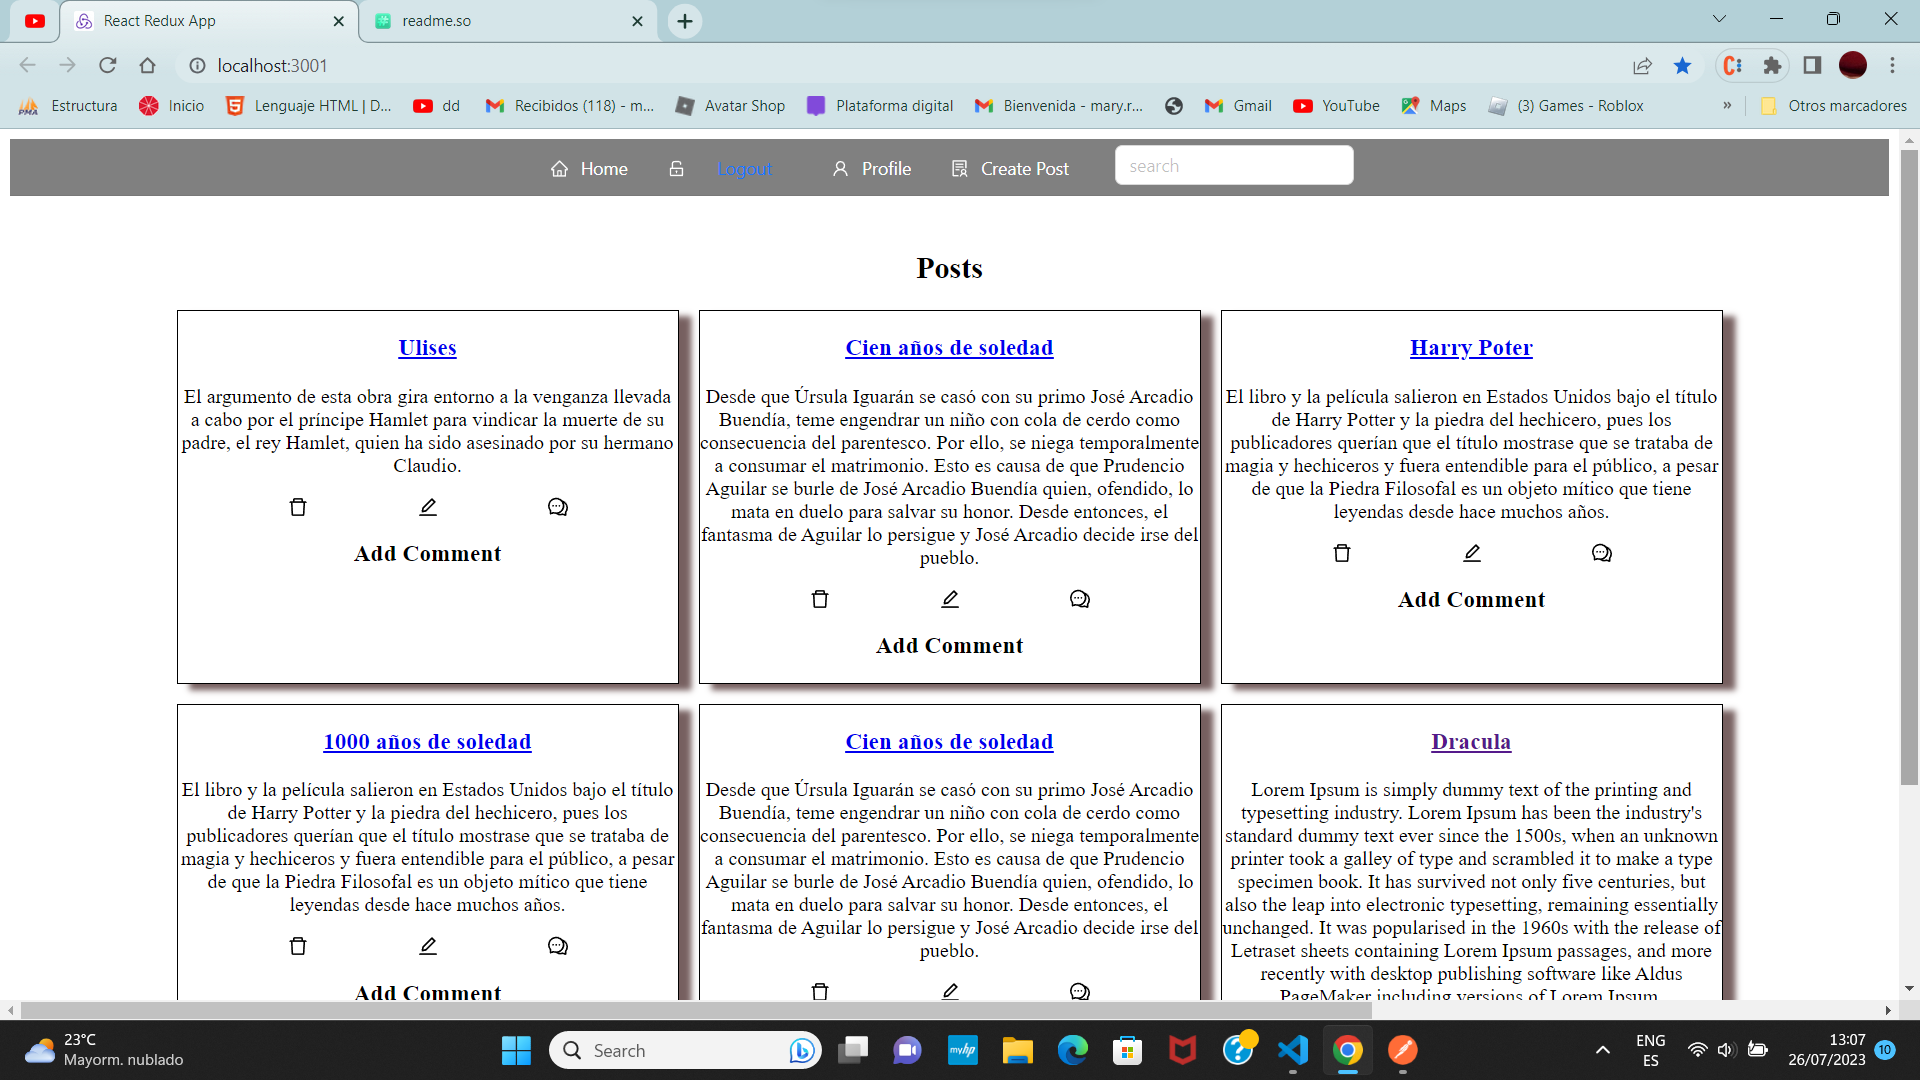 React Redux App
readme.so
localhost:3001
Estructura
Inicio
Lenguaje HTML | D...
dd
Recibidos (118) - m...
Avatar Shop
Plataforma digital
Bienvenida - mary.r...
Gmail
YouTube
Maps
(3) Games - Roblox
»
Otros marcadores
Home
Logout
Profile
Create Post
search
Posts
Ulises
El argumento de esta obra gira entorno a la venganza llevada
a cabo por el príncipe Hamlet para vindicar la muerte de su
padre, el rey Hamlet, quien ha sido asesinado por su hermano
Claudio.
Add Comment
Cien años de soledad
Desde que Úrsula Iguarán se casó con su primo José Arcadio
Buendía, teme engendrar un niño con cola de cerdo como
consecuencia del parentesco. Por ello, se niega temporalmente
a consumar el matrimonio. Esto es causa de que Prudencio
Aguilar se burle de José Arcadio Buendía quien, ofendido, lo
mata en duelo para salvar su honor. Desde entonces, el
fantasma de Aguilar lo persigue y José Arcadio decide irse del
pueblo.
Add Comment
Harry Poter
El libro y la película salieron en Estados Unidos bajo el título
de Harry Potter y la piedra del hechicero, pues los
publicadores querían que el título mostrase que se trataba de
magia y hechiceros y fuera entendible para el público, a pesar
de que la Piedra Filosofal es un objeto mítico que tiene
leyendas desde hace muchos años.
Add Comment
1000 años de soledad
El libro y la película salieron en Estados Unidos bajo el título
de Harry Potter y la piedra del hechicero, pues los
publicadores querían que el título mostrase que se trataba de
magia y hechiceros y fuera entendible para el público, a pesar
de que la Piedra Filosofal es un objeto mítico que tiene
leyendas desde hace muchos años.
Add Comment
Cien años de soledad
Desde que Úrsula Iguarán se casó con su primo José Arcadio
Buendía, teme engendrar un niño con cola de cerdo como
consecuencia del parentesco. Por ello, se niega temporalmente
a consumar el matrimonio. Esto es causa de que Prudencio
Aguilar se burle de José Arcadio Buendía quien, ofendido, lo
mata en duelo para salvar su honor. Desde entonces, el
fantasma de Aguilar lo persigue y José Arcadio decide irse del
pueblo.
Dracula
Lorem Ipsum is simply dummy text of the printing and
typesetting industry. Lorem Ipsum has been the industry's
standard dummy text ever since the 1500s, when an unknown
printer took a galley of type and scrambled it to make a type
specimen book. It has survived not only five centuries, but
also the leap into electronic typesetting, remaining essentially
unchanged. It was popularised in the 1960s with the release of
Letraset sheets containing Lorem Ipsum passages, and more
recently with desktop publishing software like Aldus
PageMaker including versions of Lorem Ipsum.
23°C
Mayorm. nublado
Search
myhp
ENG
ES
13:07
26/07/2023
10